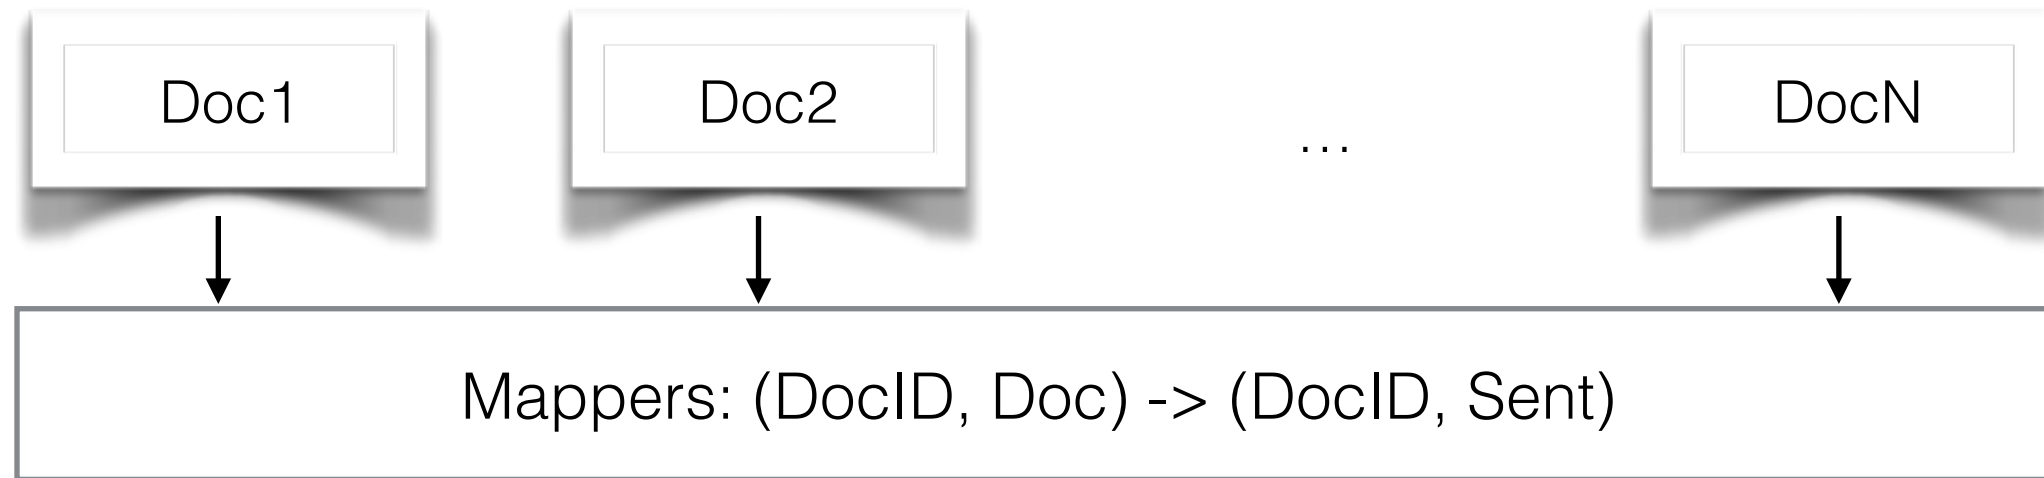 Doc1
Doc2
...
DocN
Mappers: (DocID, Doc) -> (DocID, Sent)